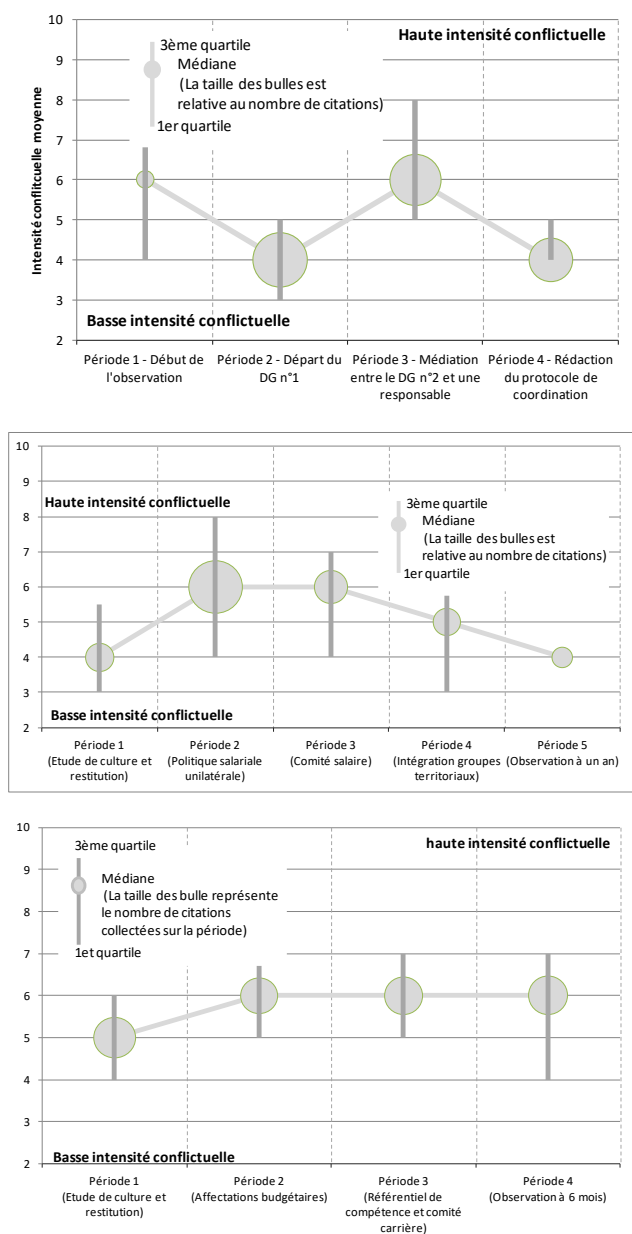 10
9
8
7
6
5
4
3
2
Intensité conflitcuelle moyenne
3ème quartile
Médiane
(La taille des bulles est
relative au nombre de citations)
1er quartile
Haute intensité conflictuelle
Basse intensité conflictuelle
Période 1 - Début de
l'observation
Période 2 - Départ du
DG n°1
Période 3 - Médiation
entre le DG n°2 et une
responsable
Période 4 - Rédaction
du protocole de
coordination
10
9
8
7
6
5
4
3
2
Haute intensité conflictuelle
3ème quartile
Médiane
(La taille des bulles est
relative au nombre de citations)
1er quartile
Basse intensité conflictuelle
Période 1
(Etude de culture et
restitution)
Période 2
(Politique salariale
unilatérale)
Période 3
(Comité salaire)
Période 4
(Intégration groupes
territoriaux)
Période 5
(Observation à un an)
10
9
8
7
6
5
4
3
2
3ème quartile
Médiane
(La taille des bulle représente
le nombre de citations
collectées sur la période)
1et quartile
haute intensité conflictuelle
Basse intensité conflictuelle
Période 1
(Etude de culture et
restitution)
Période 2
(Affectations budgétaires)
Période 3
(Référentiel de
compétence et comité
carrière)
Période 4
(Observation à 6 mois)